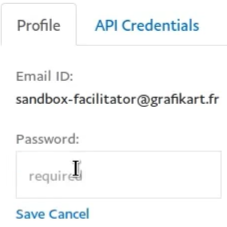 Profile API Credentials
Email ID:
sandbox-facilitator@grafikart.fr
Password:
required
Save Cancel